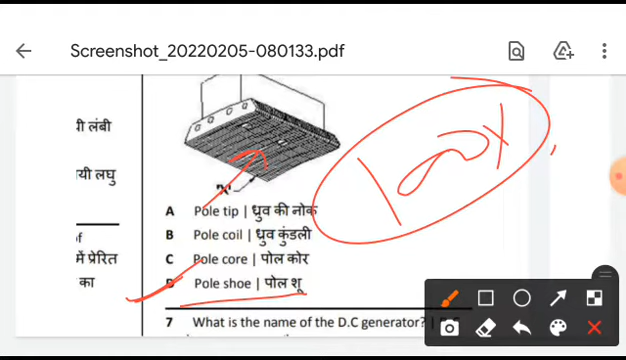 Screenshot_20220205-080133.pdf
गी लंबी
यी लघु
में प्रेरित
का
A Pole tip | ध्रुव की नोक
B Pole coil | ध्रुव कुंडली
C Pole core | पोल कोर
D Pole shoe | पोल शू
7 What is the name of the D.C generator? |